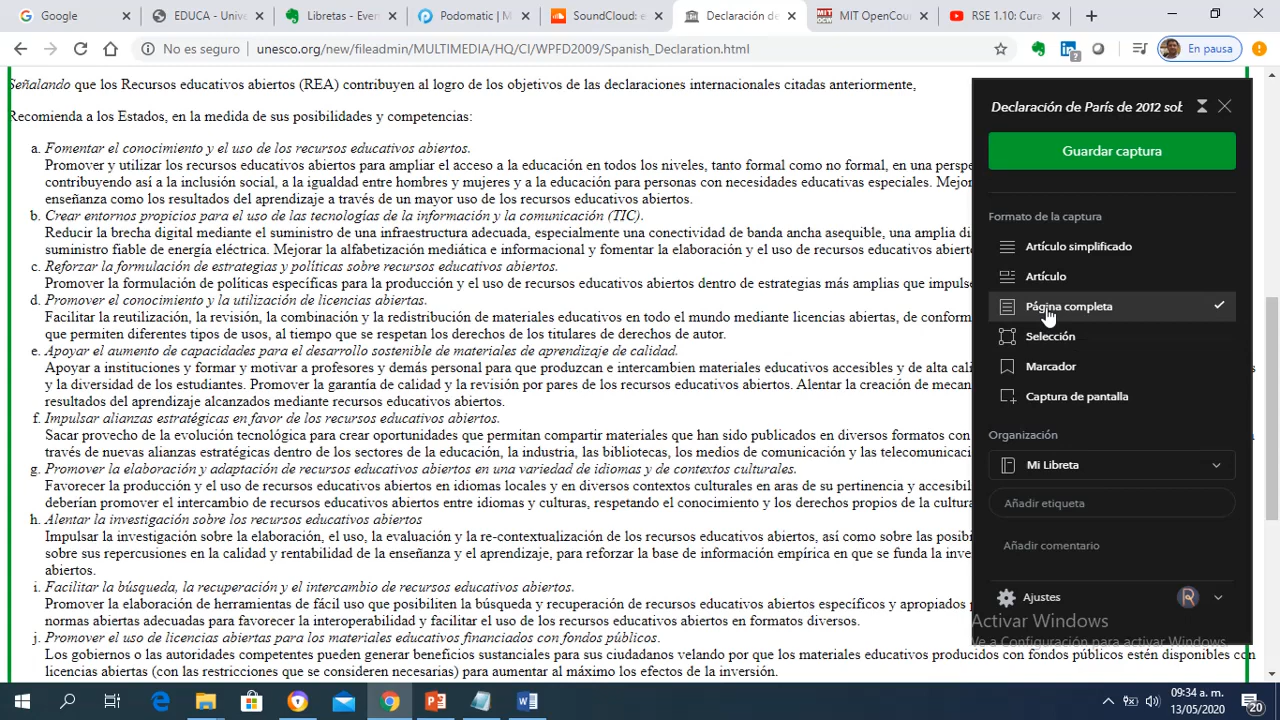 Google
EDUCA - Unive
Libretas - Even
Podomatic | M
SoundCloud: e
Declaración de
MIT OpenCour
RSE 1.10: Cura
No es seguro
unesco.org/new/fileadmin/MULTIMEDIA/HQ/CI/WPFD2009/Spanish_Declaration.html
En pausa
Señalando que los Recursos educativos abiertos (REA) contribuyen al logro de los objetivos de las declaraciones internacionales citadas anteriormente,
Recomienda a los Estados, en la medida de sus posibilidades y competencias:
a. Fomentar el conocimiento y el uso de los recursos educativos abiertos.
Promover y utilizar los recursos educativos abiertos para ampliar el acceso a la educación en todos los niveles, tanto formal como no formal, en una perspe
contribuyendo así a la inclusión social, a la igualdad entre hombres y mujeres y a la educación para personas con necesidades educativas especiales. Mejor
enseñanza como los resultados del aprendizaje a través de un mayor uso de los recursos educativos abiertos.
b. Crear entornos propicios para el uso de las tecnologías de la información y la comunicación (TIC).
Reducir la brecha digital mediante el suministro de una infraestructura adecuada, especialmente una conectividad de banda ancha asequible, una amplia di
suministro fiable de energía eléctrica. Mejorar la alfabetización mediática e informacional y fomentar la elaboración y el uso de recursos educativos abiert
c. Reforzar la formulación de estrategias y políticas sobre recursos educativos abiertos.
Promover la formulación de políticas específicas para la producción y el uso de recursos educativos abiertos dentro de estrategias más amplias que impuls
d. Promover el conocimiento y la utilización de licencias abiertas.
Facilitar la reutilización, la revisión, la combinación y la redistribución de materiales educativos en todo el mundo mediante licencias abiertas, de conform
que permiten diferentes tipos de usos, al tiempo que se respetan los derechos de los titulares de derechos de autor.
e. Apoyar el aumento de capacidades para el desarrollo sostenible de materiales de aprendizaje de calidad.
Apoyar a instituciones y formar y motivar a profesores y demás personal para que produzcan e intercambien materiales educativos accesibles y de alta cali
y la diversidad de los estudiantes. Promover la garantía de calidad y la revisión por pares de los recursos educativos abiertos. Alentar la creación de mecan
resultados del aprendizaje alcanzados mediante recursos educativos abiertos.
f. Impulsar alianzas estratégicas en favor de los recursos educativos abiertos.
Sacar provecho de la evolución tecnológica para crear oportunidades que permitan compartir materiales que han sido publicados en diversos formatos con
través de nuevas alianzas estratégicas dentro de los sectores de la educación, la industria, las bibliotecas, los medios de comunicación y las telecomunicaci
g. Promover la elaboración y adaptación de recursos educativos abiertos en una variedad de idiomas y de contextos culturales.
Favorecer la producción y el uso de recursos educativos abiertos en idiomas locales y en diversos contextos culturales en aras de su pertinencia y accesibil
deberían promover el intercambio de recursos educativos abiertos entre idiomas y culturas, respetando el conocimiento y los derechos propios de la cultura
h. Alentar la investigación sobre los recursos educativos abiertos
Impulsar la investigación sobre la elaboración, el uso, la evaluación y la re-contextualización de los recursos educativos abiertos, así como sobre las posib
sobre sus repercusiones en la calidad y rentabilidad de la enseñanza y el aprendizaje, para reforzar la base de información empírica en que se funda la inve
abiertos.
i. Facilitar la búsqueda, la recuperación y el intercambio de recursos educativos abiertos.
Promover la elaboración de herramientas de fácil uso que posibiliten la búsqueda y recuperación de recursos educativos abiertos específicos y apropiados p
normas abiertas adecuadas para favorecer la interoperabilidad y facilitar el uso de los recursos educativos abiertos en formatos diversos.
j. Promover el uso de licencias abiertas para los materiales educativos financiados con fondos públicos.
Los gobiernos o las autoridades competentes pueden generar beneficios sustanciales para sus ciudadanos velando por que los materiales educativos producidos con fondos públicos estén disponibles con
licencias abiertas (con las restricciones que se consideren necesarias) para aumentar al máximo los efectos de la inversión.
Declaración de París de 2012 sob
Guardar captura
Formato de la captura
Artículo simplificado
Artículo
Página completa
Selección
Marcador
Captura de pantalla
Organización
Mi Libreta
Añadir etiqueta
Añadir comentario
Ajustes
Activar Windows
Ve a Configuración para activar Windows.
09:34 a. m.
13/05/2020
20